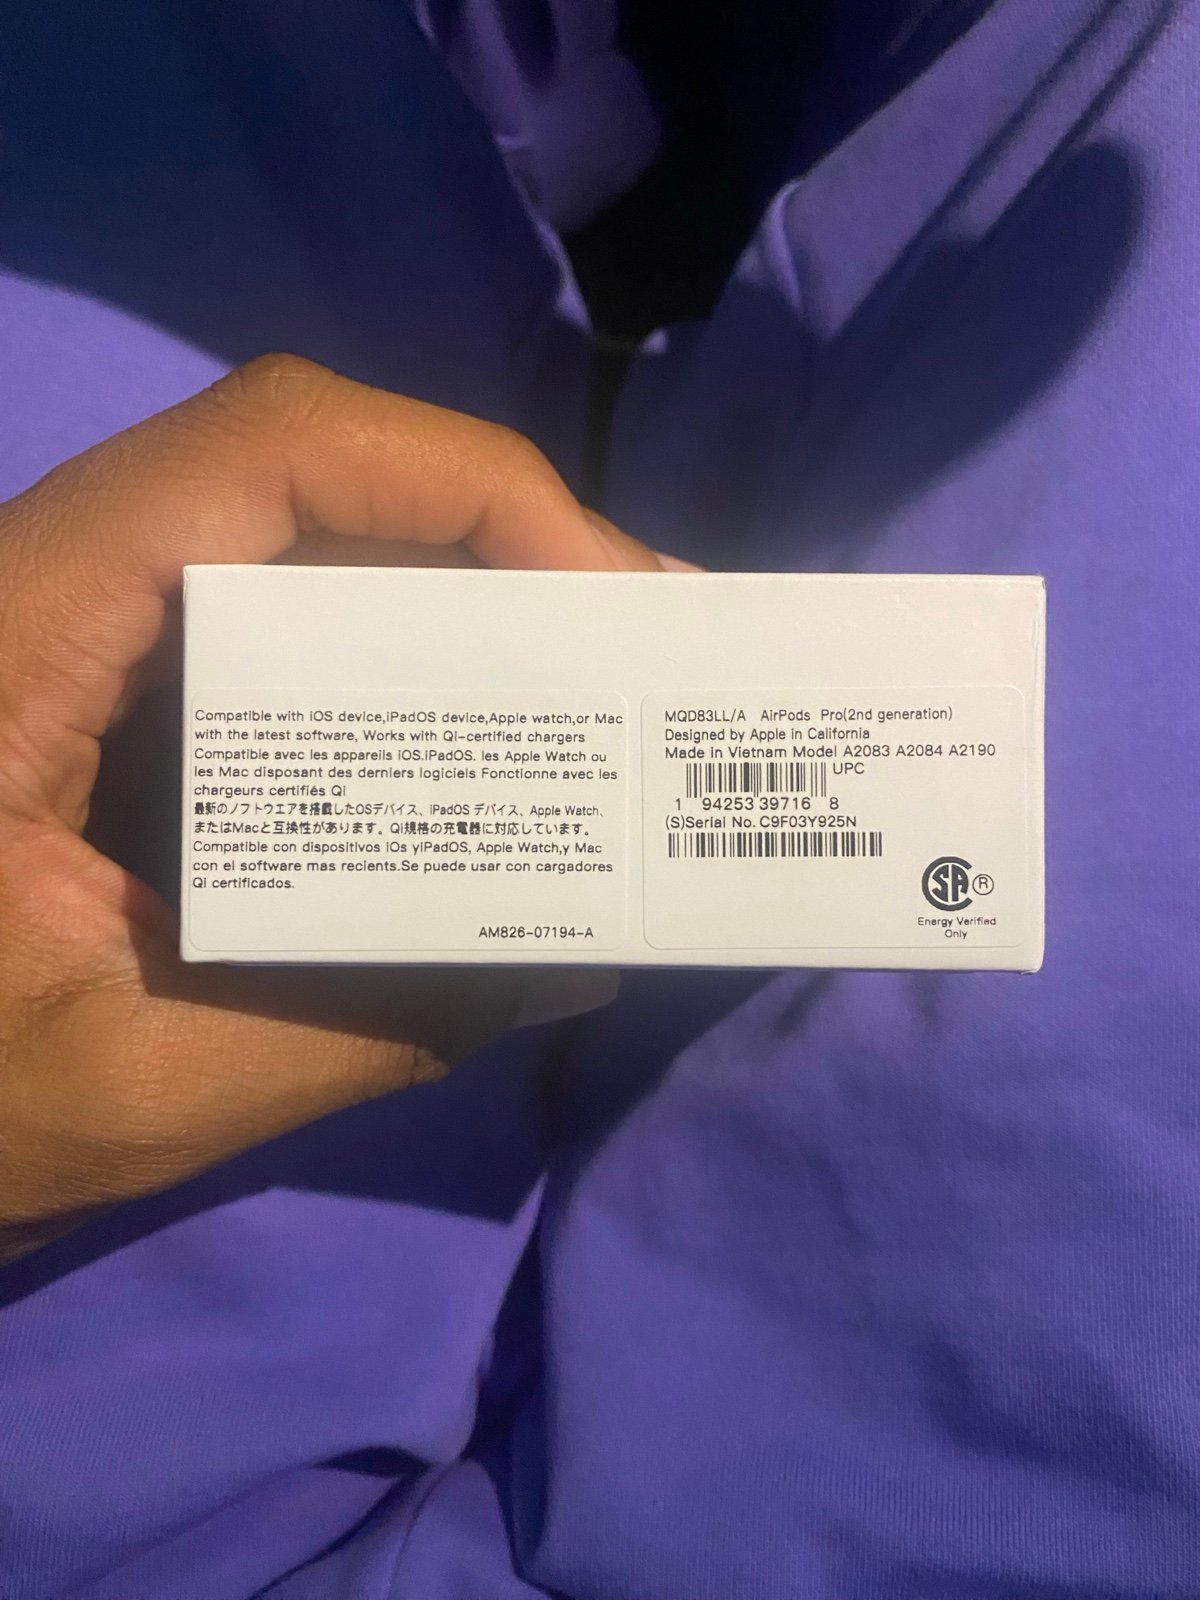 Compatible with iOS device,iPadOS device,Apple watch,or Mac
with the latest software, Works with Qi-certified chargers
Compatible avec les appareils iOS.iPadOS. les Apple Watch ou
les Mac disposant des derniers logiciels Fonctionne avec les
chargeurs certifiés Qi
最新のノフトウエアを搭載したOSデバイス、iPadOS デバイス、Apple Watch、
またはMacと互換性があります。Qi規格の充電器に対応しています。
Compatible con dispositivos iOs yiPadOS, Apple Watch,y Mac
con el software mas recients.Se puede usar con cargadores
Qi certificados.
AM826-07194-A
MQD83LL/A AirPods Pro(2nd generation)
Designed by Apple in California
Made in Vietnam Model A2083 A2084 A2190
UPC
1 94253 39716 8
(S)Serial No. C9F03Y925N
SA ®
Energy Verified
Only